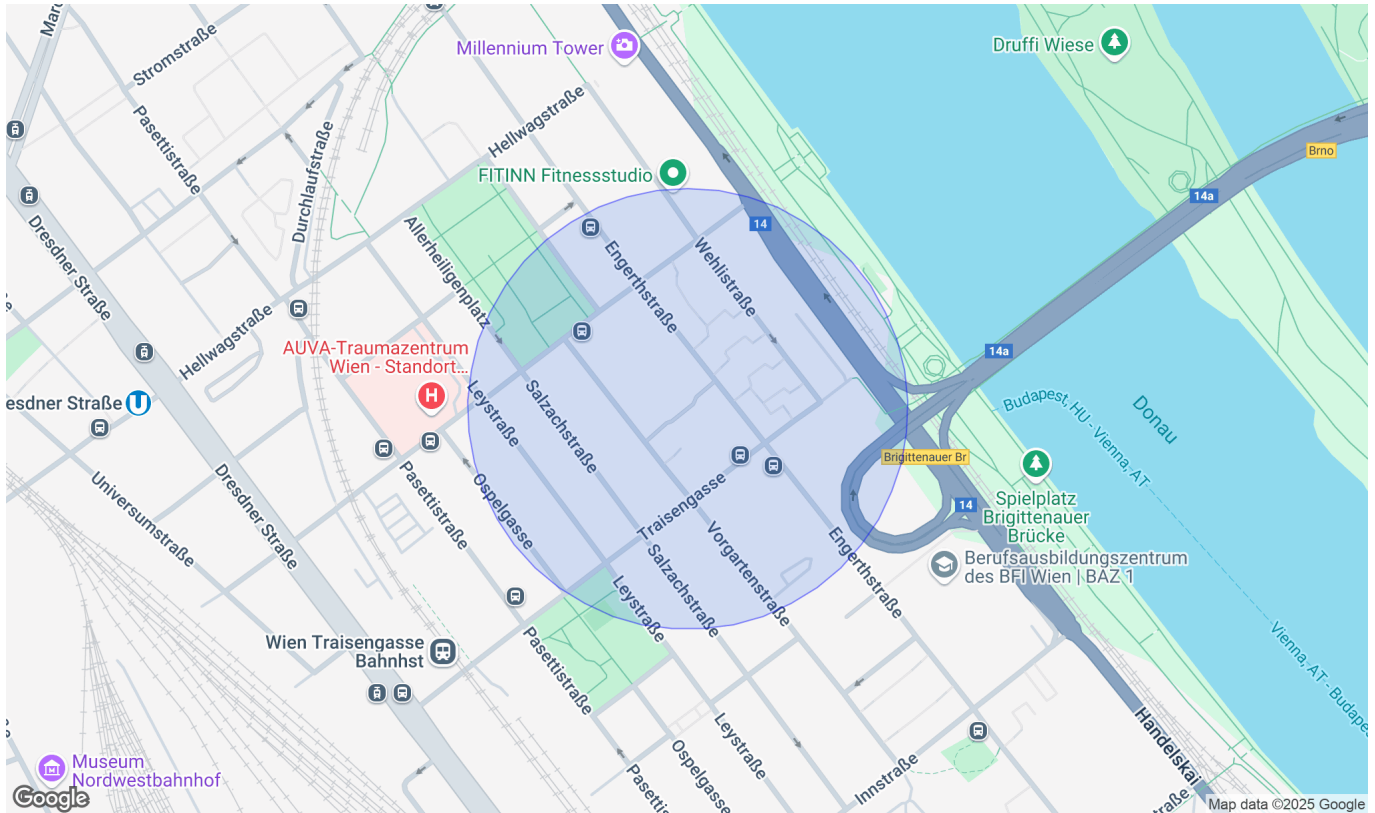 Stromstraße
Millennium Tower
Druffi Wiese
Pasettistraße
Hellwagstraße
Durchlaufstraße
Brno
FITINN Fitnessstudio
14a
14
Dresdner Straße
Allerheiligenplatz
Engerthstraße
Wehlistraße
Hellwagstraße
AUVA-Traumazentrum
Wien - Standort...
H
14a
esdner Straße
U
Leystraße
Salzachstraße
Budapest, HU - Vienna, AT
Donau
Brigittenauer Br
Universumstraße
Dresdner Straße
Pasettistraße
Ospelgasse
Traisengasse
Vorgartenstraße
Engerthstraße
14
Spielplatz
Brigittenauer
Brücke
Berufsausbildungszentrum
des BFI Wien | BAZ 1
Salzachstraße
Leystraße
Wien Traisengasse
Bahnhst
Pasettistraße
Vienna, AT - Budape
Handelskai
Leystraße
Ospelgasse
Innstraße
Museum
Nordwestbahnhof
Pasetti
Google
Map data ©2025 Google